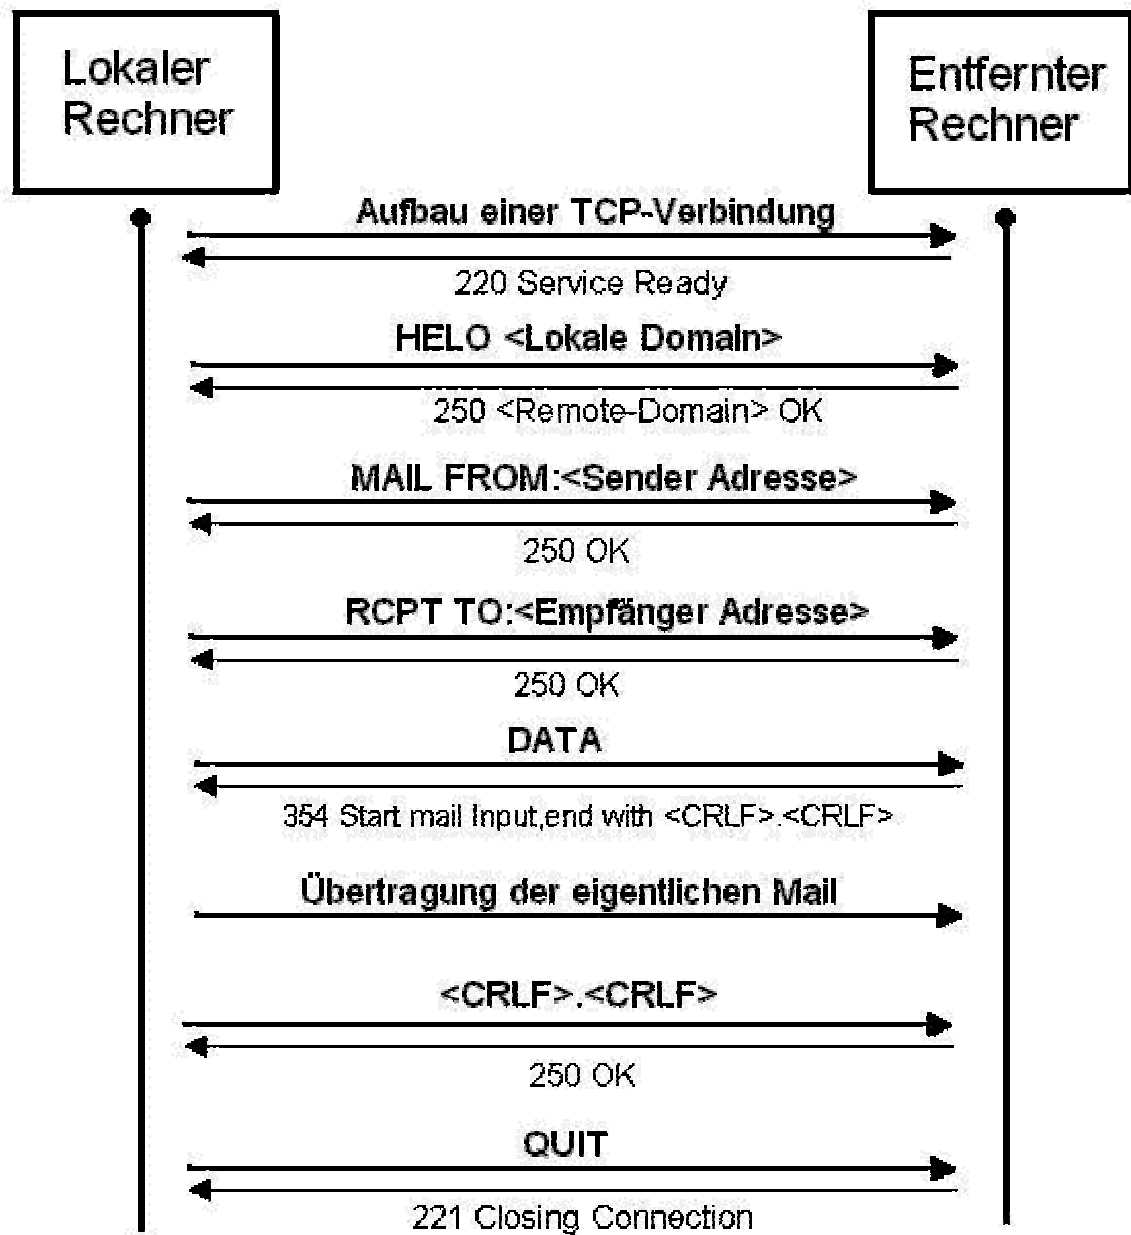 Lokaler
Rechner
Entfernter
Rechner
Aufbau einer TCP-Verbindung
220 Service Ready
HELO <Lokale Domain>
250 <Remote-Domain> OK
MAIL FROM:<Sender Adresse>
250 OK
RCPT TO:<Empfänger Adresse>
250 OK
DATA
354 Start mail Input,end with <CRLF>.<CRLF>
Übertragung der eigentlichen Mail
<CRLF>.<CRLF>
250 OK
QUIT
221 Closing Connection